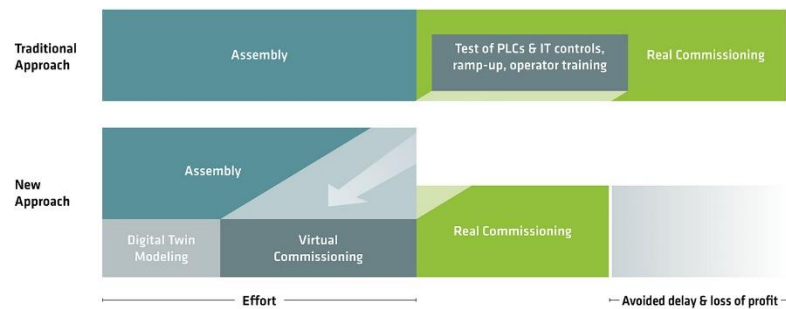 Traditional
Approach
Assembly
Test of PLCs & IT controls,
ramp-up, operator training
Real Commissioning
New
Approach
Assembly
Digital Twin
Modeling
Virtual
Commissioning
Real Commissioning
Effort
Avoided delay & loss of profit